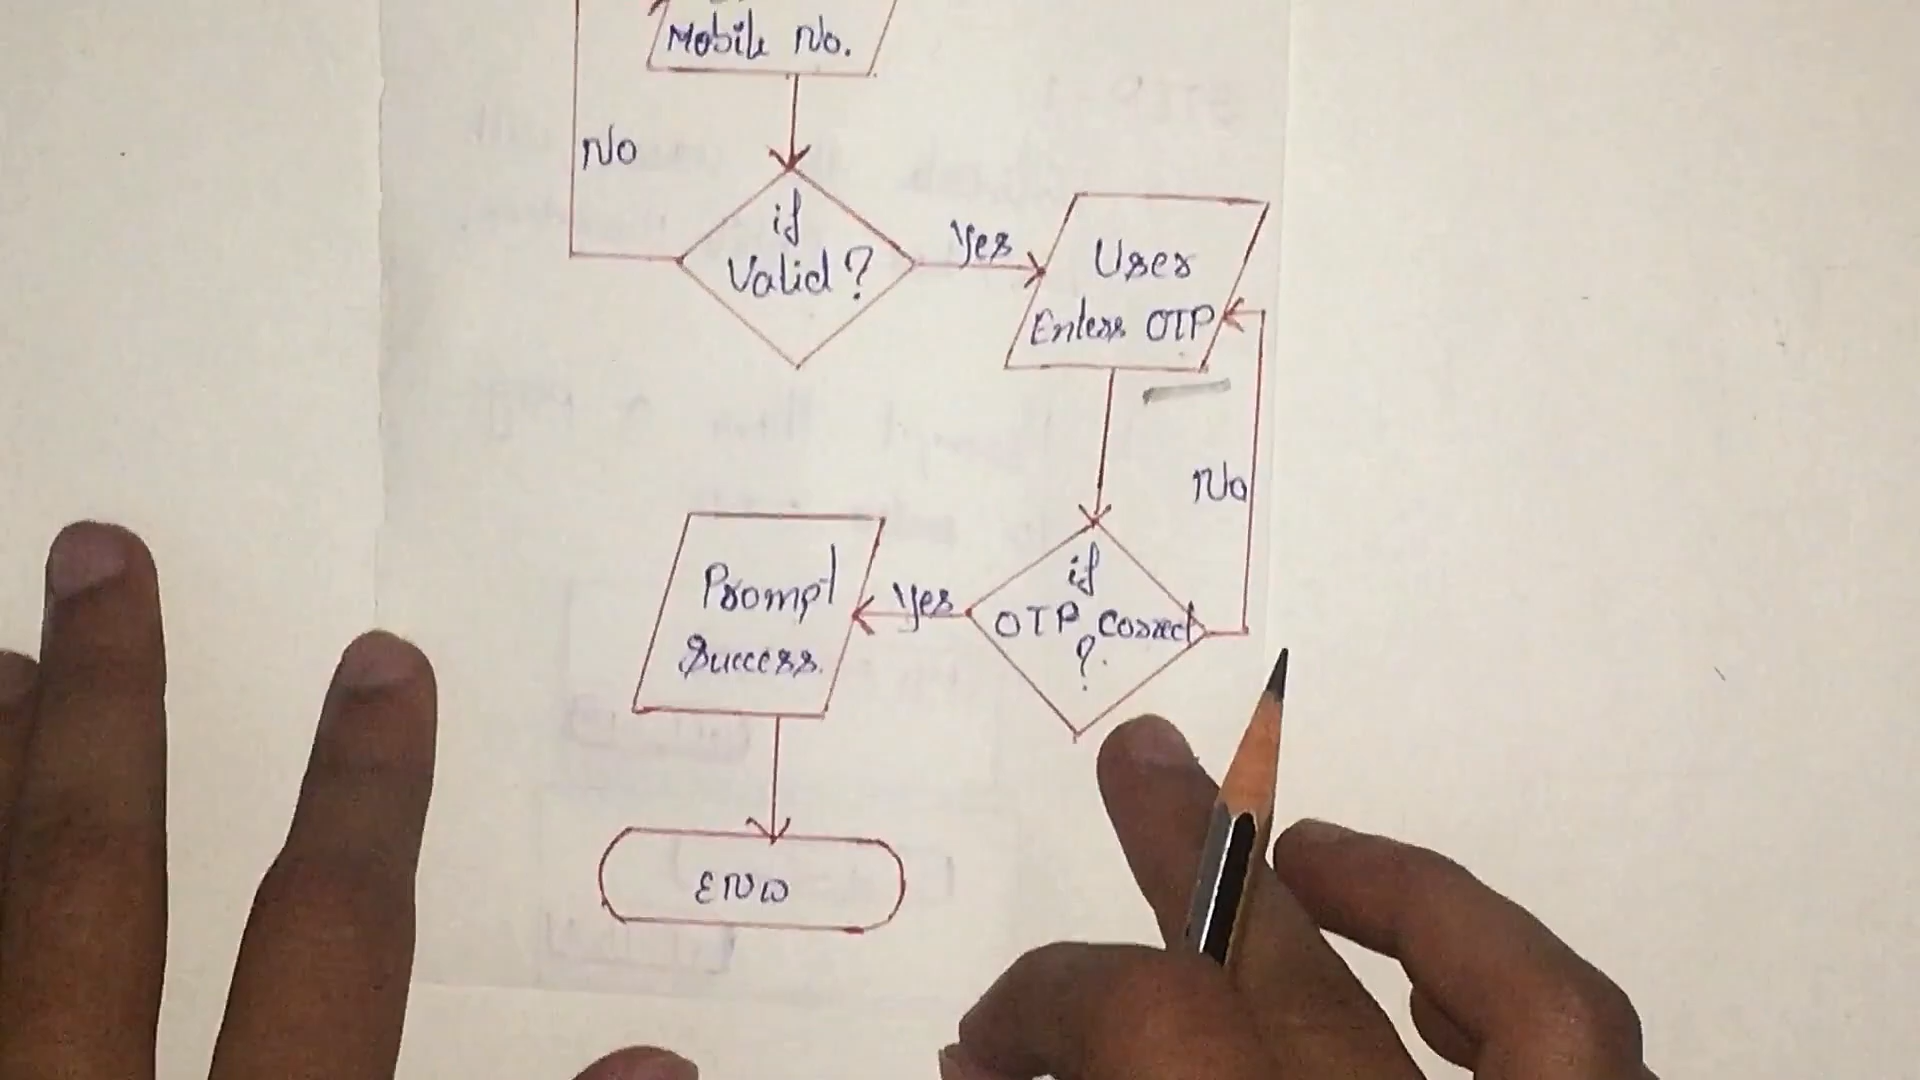 Mobile No.
No
if
Valid?
Yes
User
Enters OTP
No
if
OTP Correct
?
Yes
Prompt
Success.
END